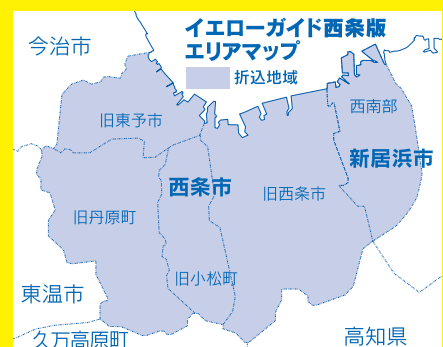 イエローガイド西条版
エリアマップ
折込地域
今治市
旧東予市
西南部
新居浜市
西条市
旧西条市
旧丹原町
旧小松町
東温市
久万高原町
高知県